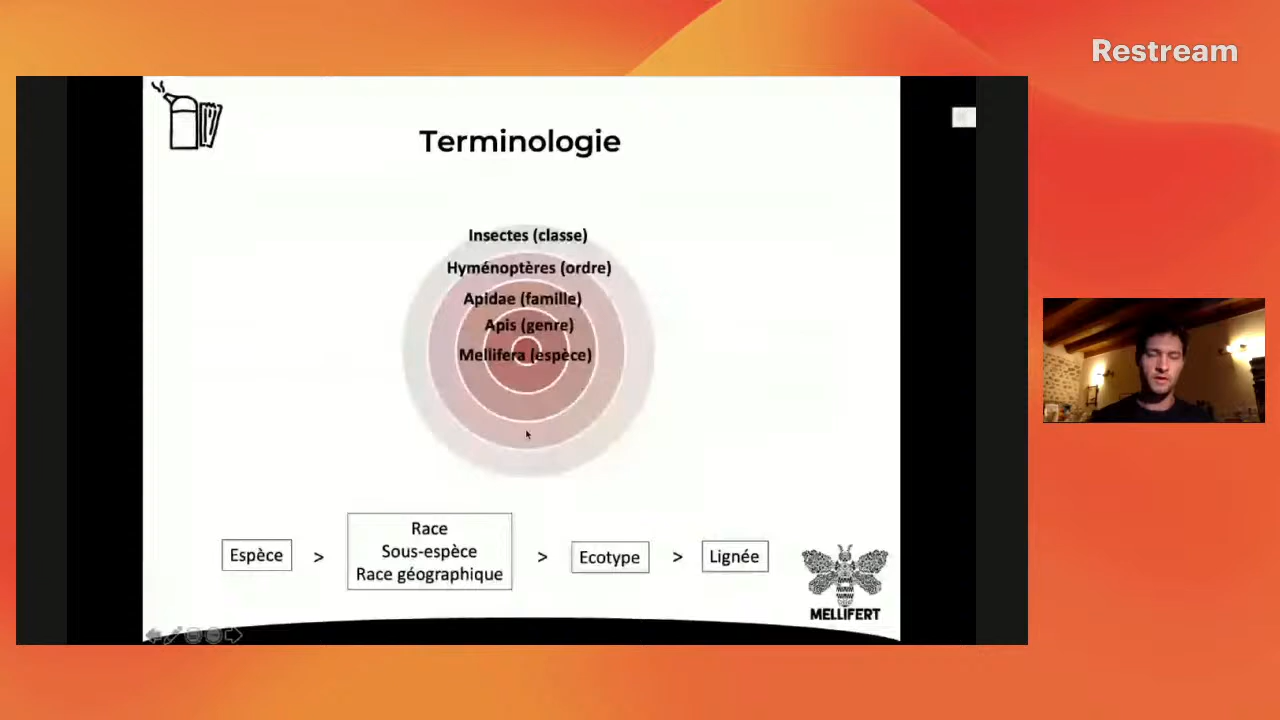 Restream
Terminologie
Insectes (classe)
Hyménoptères (ordre)
Apidae (famille)
Apis (genre)
Mellifera (espèce)
Espèce
>
Race
Sous-espèce
Race géographique
>
Ecotype
>
Lignée
MELLIFERT